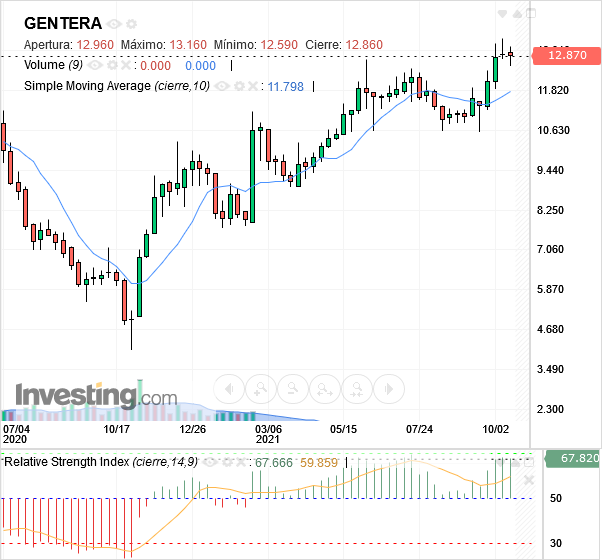 GENTERA
Apertura: 12.960 Máximo: 13.160 Mínimo: 12.590 Cierre: 12.860
Volume (9) : 0.000 0.000
Simple Moving Average (cierre,10) : 11.798
12.870
11.820
10.630
9.440
8.250
7.060
5.870
4.680
3.490
2.300
Investing.com
07/04 10/17 12/26 03/06 05/15 07/24 10/02
2020 2021
Relative Strength Index (cierre,14,9) : 67.666 59.859
67.820
50
30